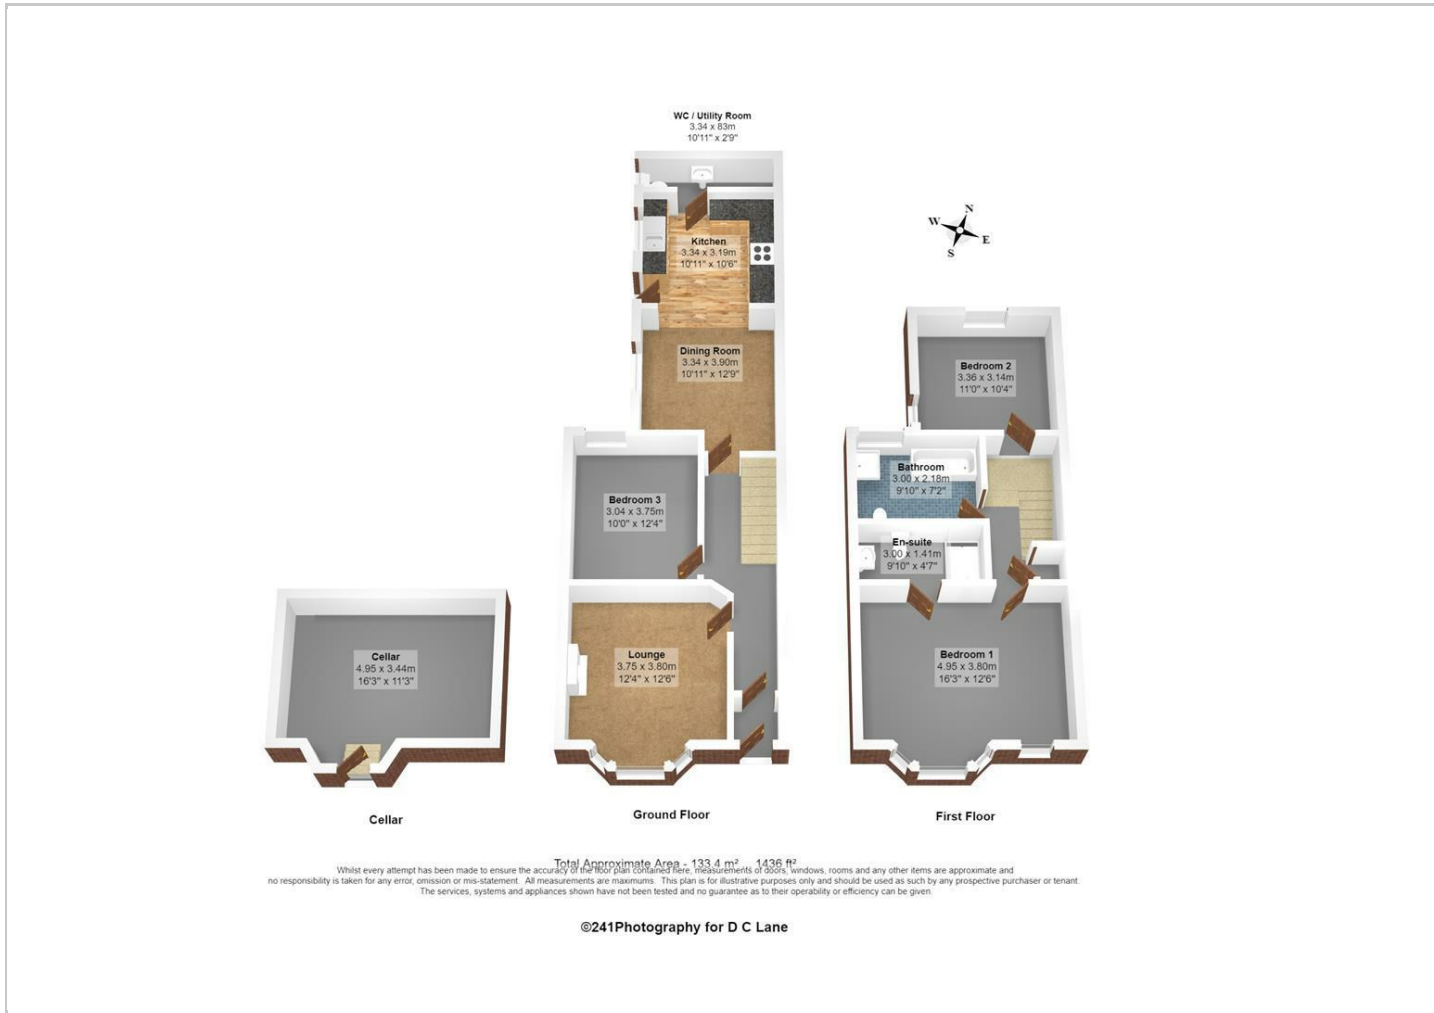 WC / Utility Room
3.34 x 83m
10'11" x 2'9"
Kitchen
3.34 x 3.19m
10'11" x 10'6"
N
W
E
S
Dining Room
3.34 x 3.90m
10'11" x 12'9"
Bedroom 2
3.36 x 3.14m
11'0" x 10'4"
Bedroom 3
3.04 x 3.75m
10'0" x 12'4"
Bathroom
3.00 x 2.18m
9'10" x 7'2"
En-suite
3.00 x 1.41m
9'10" x 4'7"
Cellar
4.95 x 3.44m
16'3" x 11'3"
Lounge
3.75 x 3.80m
12'4" x 12'6"
Bedroom 1
4.95 x 3.80m
16'3" x 12'6"
Cellar
Ground Floor
First Floor
Total Approximate Area - 133.4 m² 1436 ft²
Whilst every attempt has been made to ensure the accuracy of the floor plan contained here, measurements of doors, windows, rooms and any other items are approximate and
no responsibility is taken for any error, omission or mis-statement. All measurements are maximums. This plan is for illustrative purposes only and should be used as such by any prospective purchaser or tenant.
The services, systems and appliances shown have not been tested and no guarantee as to their operability or efficiency can be given.
©241Photography for D C Lane